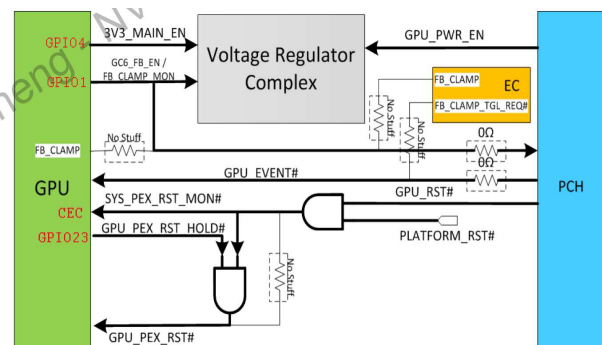 GPIO4
3V3_MAIN_EN
GPU_PWR_EN
Voltage Regulator
Complex
GC6_FB_EN /
FB_CLAMP_MON
GPIO1
FB_CLAMP
EC
FB_CLAMP_TGL_REQ#
No Stuff
No Stuff
No Stuff
FB_CLAMP
0Ω
0Ω
GPU_EVENT#
GPU
PCH
GPU_RST#
SYS_PEX_RST_MON#
CEC
GPU_PEX_RST_HOLD#
GPIO23
PLATFORM_RST#
No Stuff
GPU_PEX_RST#